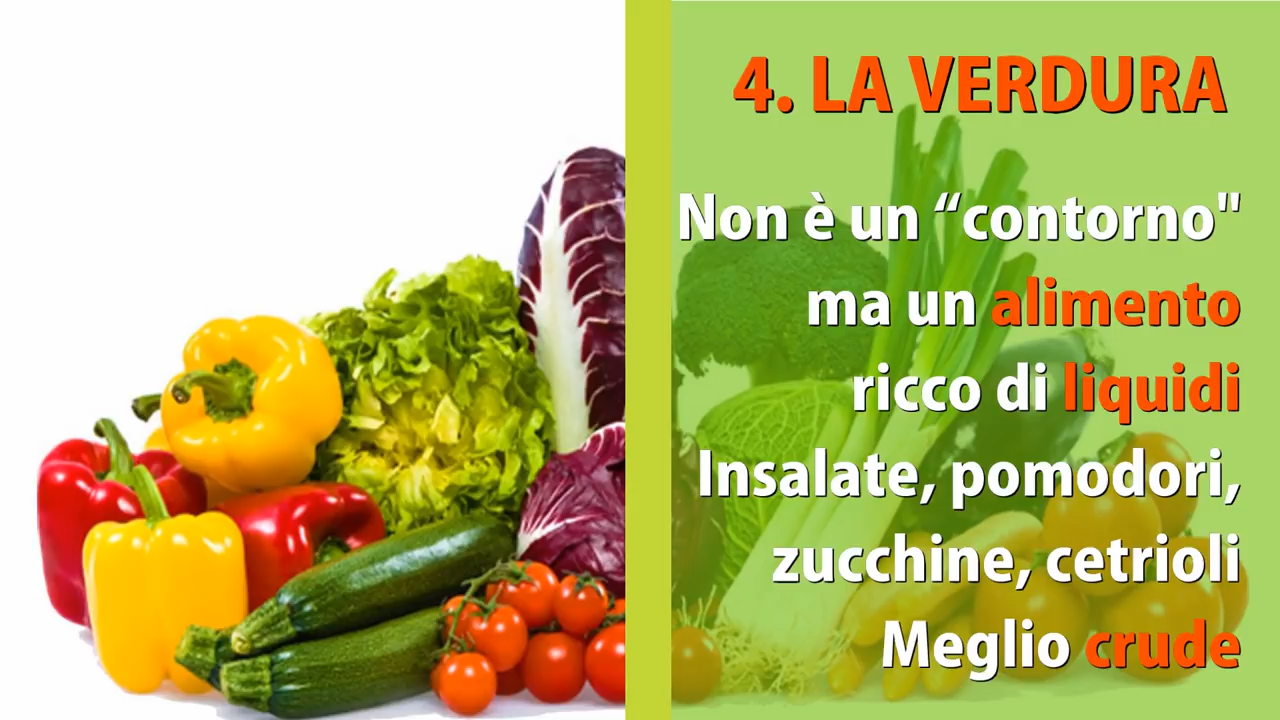 4. LA VERDURA
Non è un “contorno"
ma un alimento
ricco di liquidi
Insalate, pomodori,
zucchine, cetrioli
Meglio crude